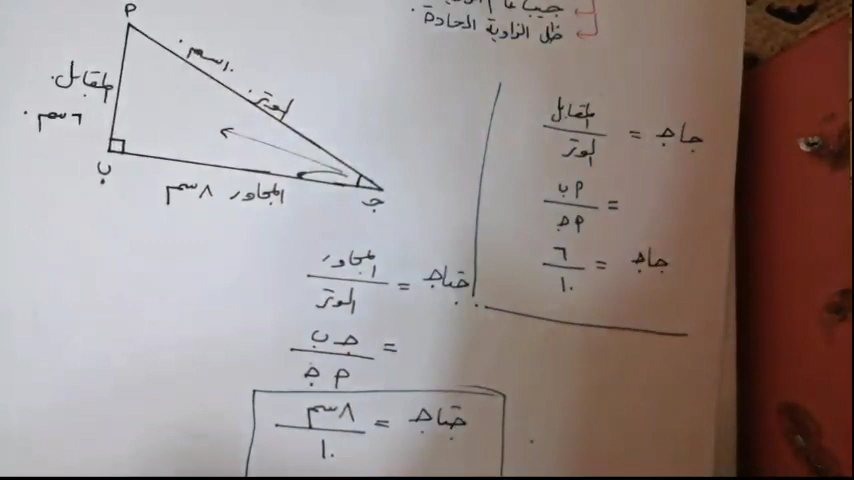 ظل الزاوية الحادة.
م
١٠سم
الوتر
المقابل
٦سم
ب
المجاور ٨سم
جـ
جا جـ = المقابل / الوتر
= م ب / م جـ
جا جـ = ٦ / ١٠
جتا جـ = المجاور / الوتر
= جـ ب / م جـ
جتا جـ = ٨سم / ١٠